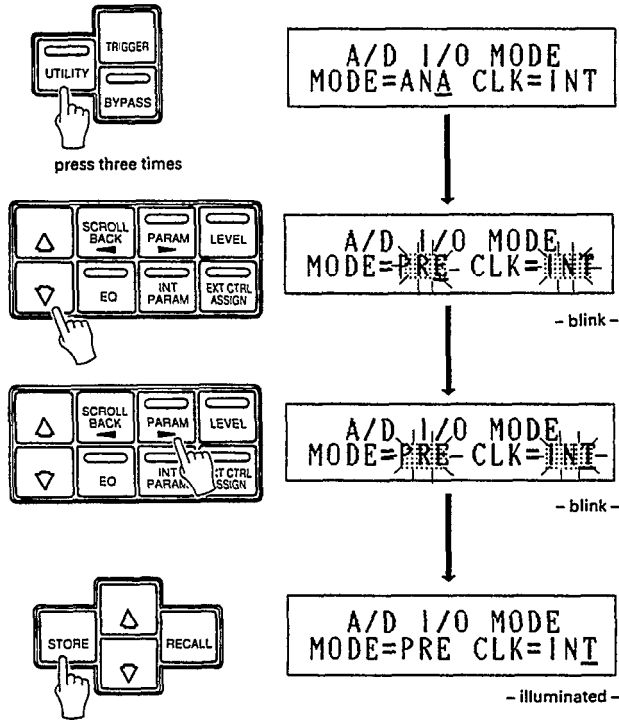 TRIGGER
UTILITY
BYPASS
press three times
A/D I/O MODE
MODE=ANA CLK=INT
SCROLL
BACK
PARAM
LEVEL
EQ
INT
PARAM
EXT CTRL
ASSIGN
A/D I/O MODE
MODE=PRE CLK=INT
– blink –
SCROLL
BACK
PARAM
LEVEL
EQ
INT
PARAM
EXT CTRL
ASSIGN
A/D I/O MODE
MODE=PRE CLK=INT
– blink –
STORE
RECALL
A/D I/O MODE
MODE=PRE CLK=INT
– illuminated –